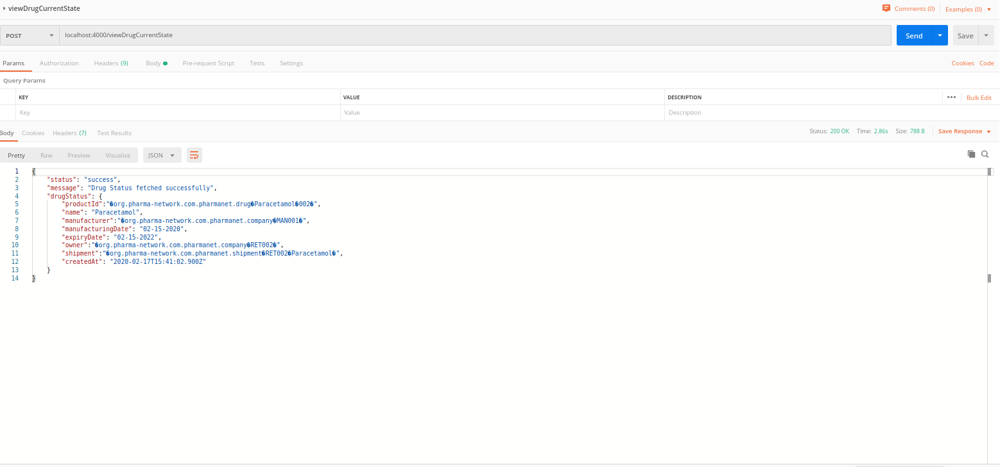 viewDrugCurrentState
Comments (0)
Examples (0)
POST
localhost:4000/viewDrugCurrentState
Send
Save
Params
Authorization
Headers (9)
Body
Pre-request Script
Tests
Settings
Cookies
Code
Query Params
KEY
VALUE
DESCRIPTION
•••
Bulk Edit
Key
Value
Description
Body
Cookies
Headers (7)
Test Results
Status: 200 OK
Time: 2.86s
Size: 788 B
Save Response
Pretty
Raw
Preview
Visualize
JSON
1 {
2 "status": "success",
3 "message": "Drug Status fetched successfully",
4 "drugStatus": {
5 "productId":"�org.pharma-network.com.pharmanet.drug�Paracetamol�002�",
6 "name": "Paracetamol",
7 "manufacturer":"�org.pharma-network.com.pharmanet.company�MAN001�",
8 "manufacturingDate": "02-15-2020",
9 "expiryDate": "02-15-2022",
10 "owner":"�org.pharma-network.com.pharmanet.company�RET002�",
11 "shipment":"�org.pharma-network.com.pharmanet.shipment�RET002�Paracetamol�",
12 "createdAt": "2020-02-17T15:41:02.900Z"
13 }
14 }